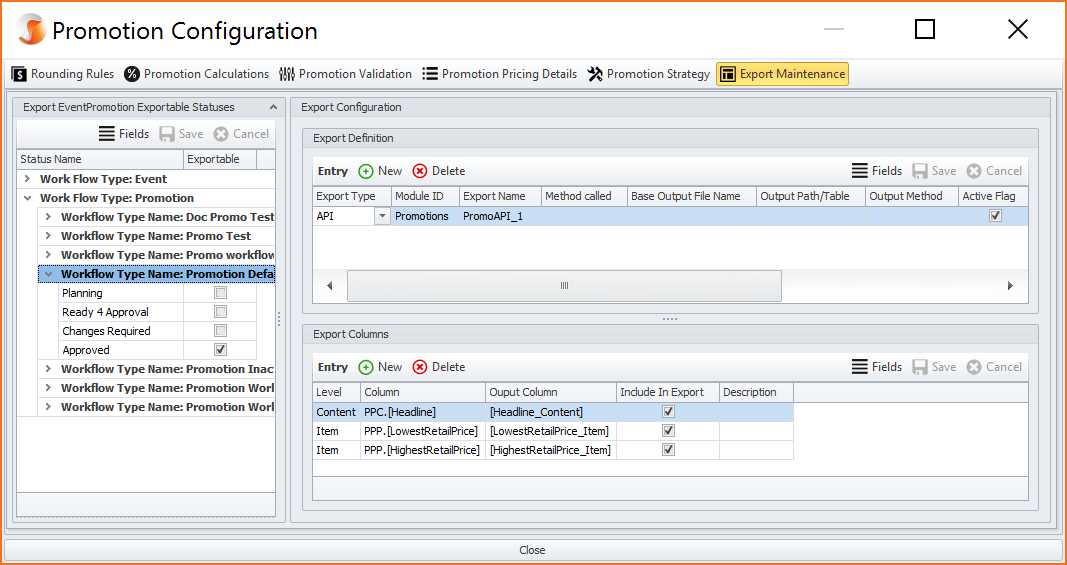 Promotion Configuration
Rounding Rules Promotion Calculations Promotion Validation Promotion Pricing Details Promotion Strategy Export Maintenance
Export EventPromotion Exportable Statuses
Fields Save Cancel
Status Name Exportable
Work Flow Type: Event
Work Flow Type: Promotion
Workflow Type Name: Doc Promo Test
Workflow Type Name: Promo Test
Workflow Type Name: Promo workflow
Workflow Type Name: Promotion Defa
Planning
Ready 4 Approval
Changes Required
Approved
Workflow Type Name: Promotion Inac
Workflow Type Name: Promotion Worl
Workflow Type Name: Promotion Worl
Export Configuration
Export Definition
Entry New Delete Fields Save Cancel
Export Type Module ID Export Name Method called Base Output File Name Output Path/Table Output Method Active Flag
API Promotions PromoAPI_1
Export Columns
Entry New Delete Fields Save Cancel
Level Column Ouput Column Include In Export Description
Content PPC.[Headline] [Headline_Content]
Item PPP.[LowestRetailPrice] [LowestRetailPrice_Item]
Item PPP.[HighestRetailPrice] [HighestRetailPrice_Item]
Close